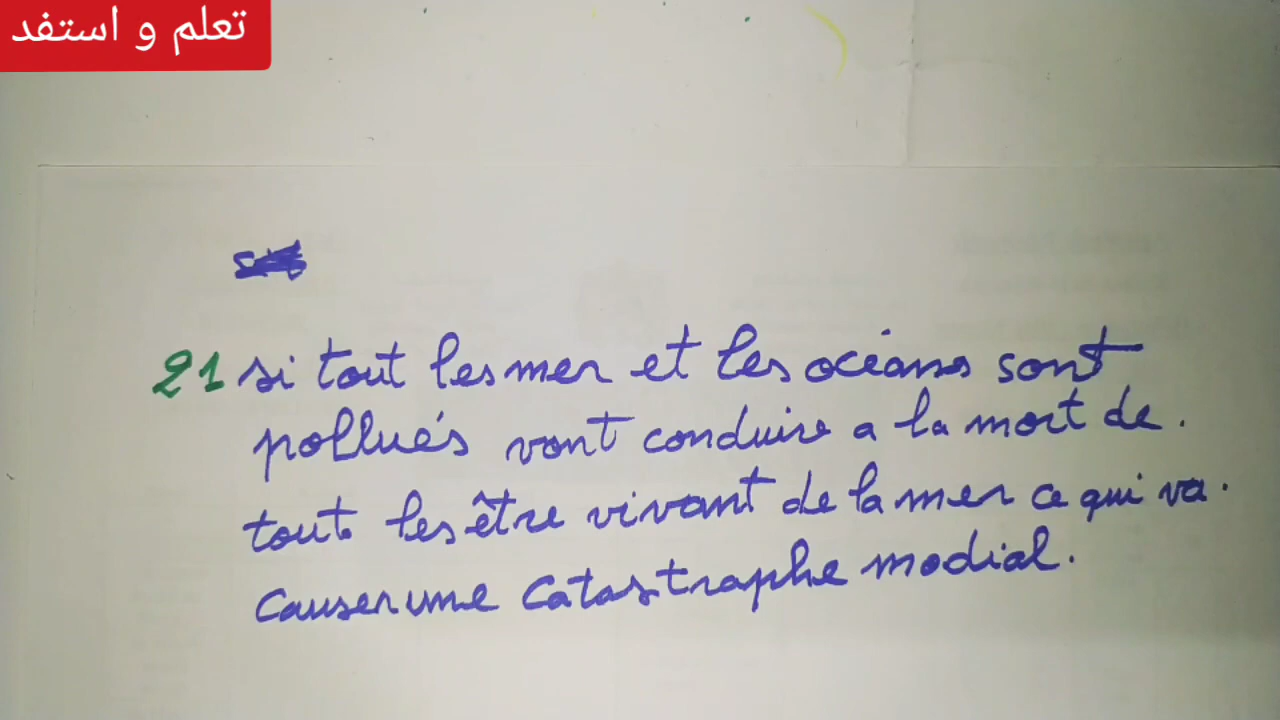 تعلم و استفد
21 si tout les mer et les océans sont
pollués vont conduire a la mort de.
tout les être vivant de la mer ce qui va.
causer une catastraphe modial.